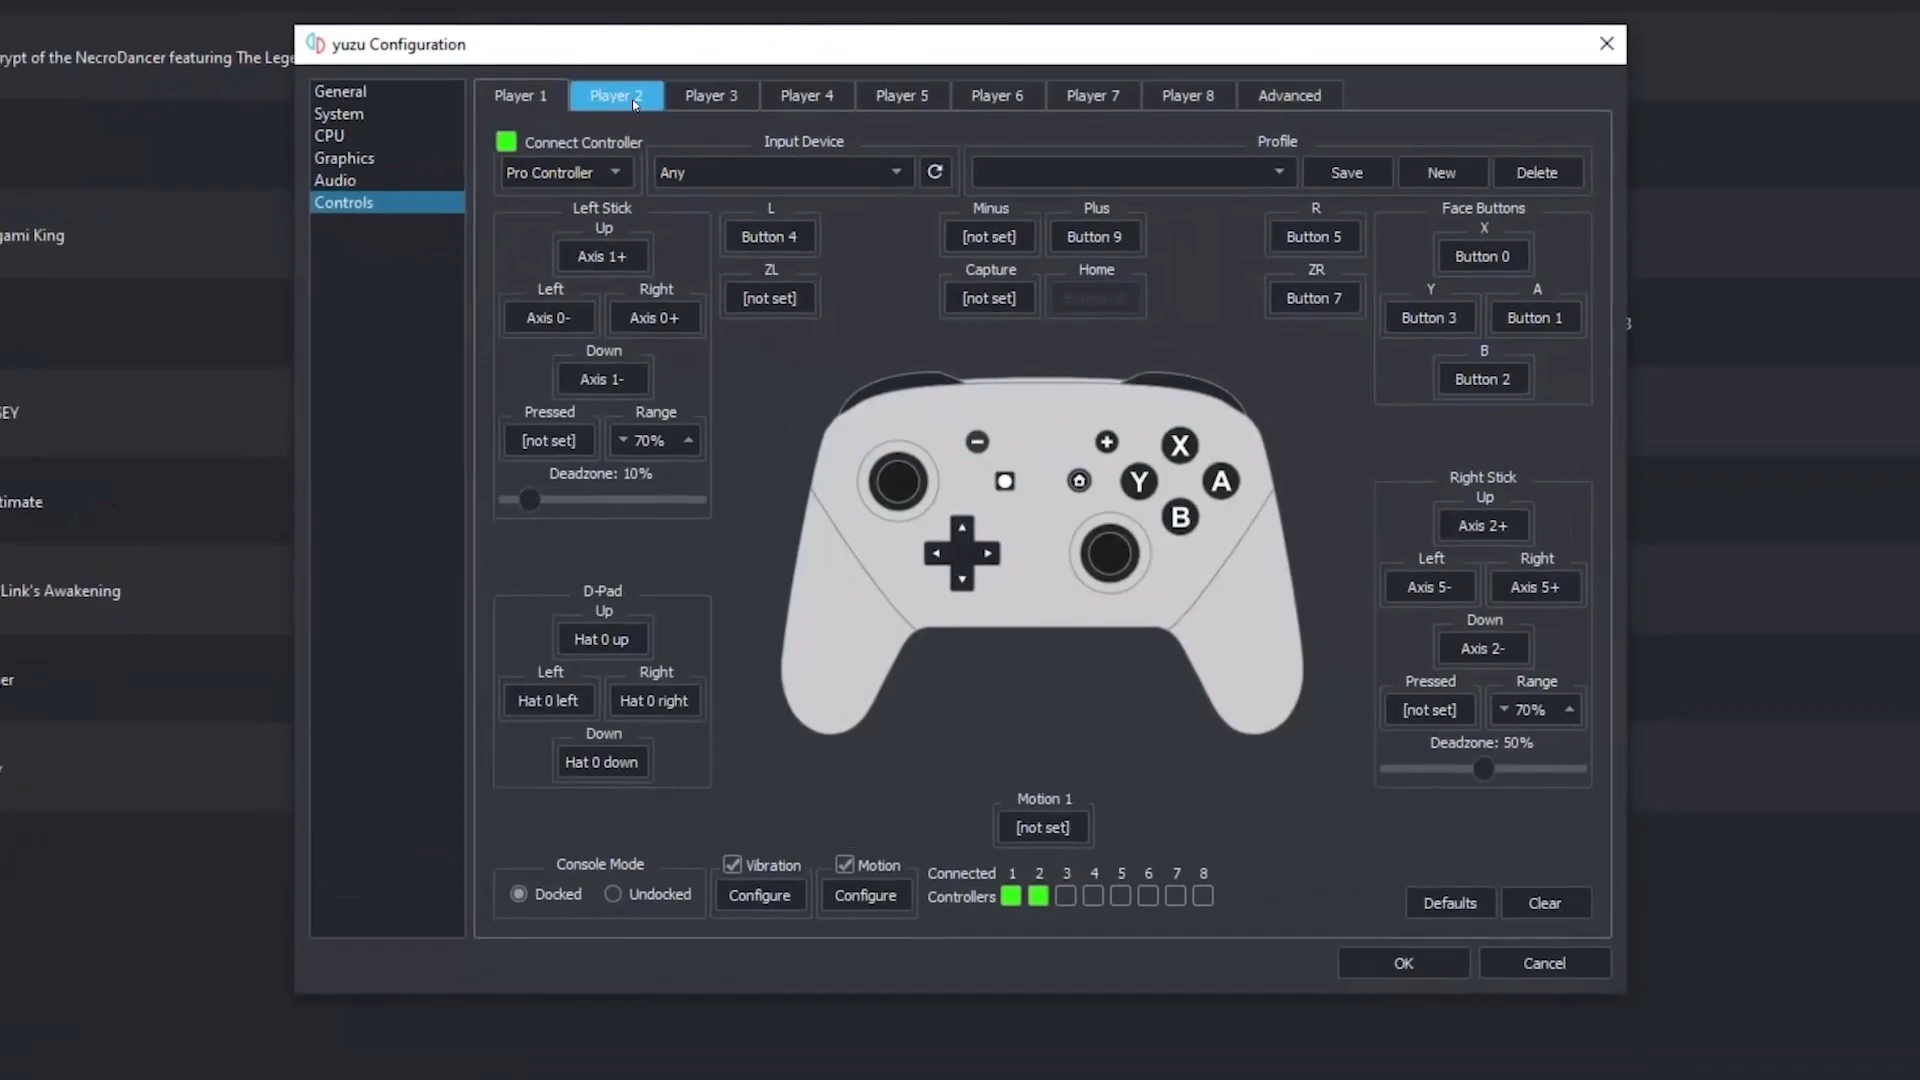 yuzu Configuration
rypt of the NecroDancer featuring The Lege
gami King
SEY
timate
Link's Awakening
er
General
System
CPU
Graphics
Audio
Controls
Player 1 Player 2 Player 3 Player 4 Player 5 Player 6 Player 7 Player 8 Advanced
Connect Controller Input Device Profile
Pro Controller Any Save New Delete
Left Stick
Up
Axis 1+
Left Right
Axis 0- Axis 0+
Down
Axis 1-
Pressed Range
[not set] 70%
Deadzone: 10%
D-Pad
Up
Hat 0 up
Left Right
Hat 0 left Hat 0 right
Down
Hat 0 down
L
Button 4
ZL
[not set]
Minus Plus
[not set] Button 9
Capture Home
[not set]
R
Button 5
ZR
Button 7
Face Buttons
X
Button 0
Y A
Button 3 Button 1
B
Button 2
X
Y A
B
Right Stick
Up
Axis 2+
Left Right
Axis 5- Axis 5+
Down
Axis 2-
Pressed Range
[not set] 70%
Deadzone: 50%
Motion 1
[not set]
Console Mode
Docked Undocked
Vibration
Configure
Motion
Configure
Connected 1 2 3 4 5 6 7 8
Controllers
Defaults Clear
OK Cancel